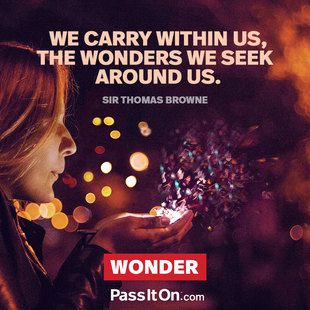 WE CARRY WITHIN US,
THE WONDERS WE SEEK
AROUND US.
SIR THOMAS BROWNE
WONDER
PassItOn.com